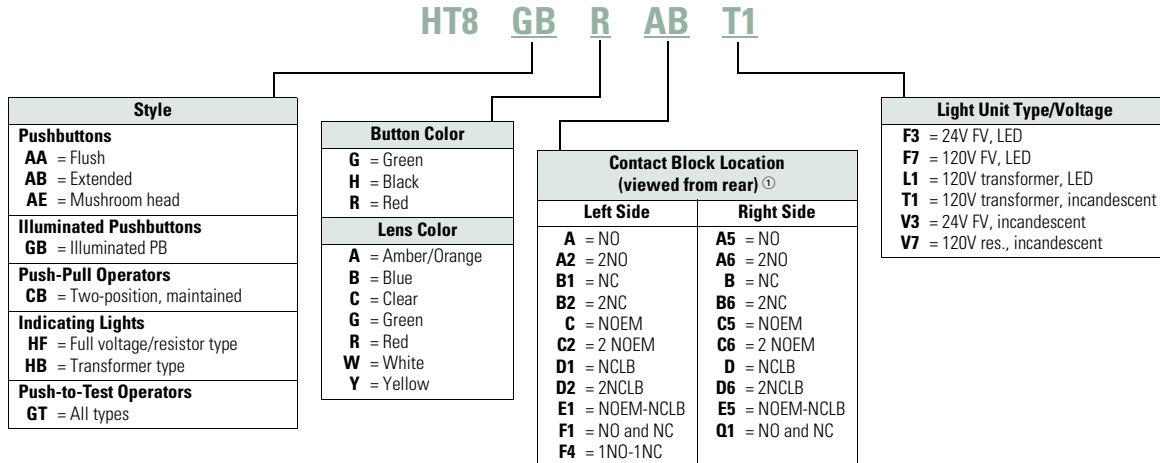 HT8 GB R AB T1
Style
Pushbuttons
AA = Flush
AB = Extended
AE = Mushroom head
Illuminated Pushbuttons
GB = Illuminated PB
Push-Pull Operators
CB = Two-position, maintained
Indicating Lights
HF = Full voltage/resistor type
HB = Transformer type
Push-to-Test Operators
GT = All types
Button Color
G = Green
H = Black
R = Red
Lens Color
A = Amber/Orange
B = Blue
C = Clear
G = Green
R = Red
W = White
Y = Yellow
Contact Block Location
(viewed from rear) ①
Left Side
A = NO
A2 = 2NO
B1 = NC
B2 = 2NC
C = NOEM
C2 = 2 NOEM
D1 = NCLB
D2 = 2NCLB
E1 = NOEM-NCLB
F1 = NO and NC
F4 = 1NO-1NC
Right Side
A5 = NO
A6 = 2NO
B = NC
B6 = 2NC
C5 = NOEM
C6 = 2 NOEM
D = NCLB
D6 = 2NCLB
E5 = NOEM-NCLB
Q1 = NO and NC
Light Unit Type/Voltage
F3 = 24V FV, LED
F7 = 120V FV, LED
L1 = 120V transformer, LED
T1 = 120V transformer, incandescent
V3 = 24V FV, incandescent
V7 = 120V res., incandescent